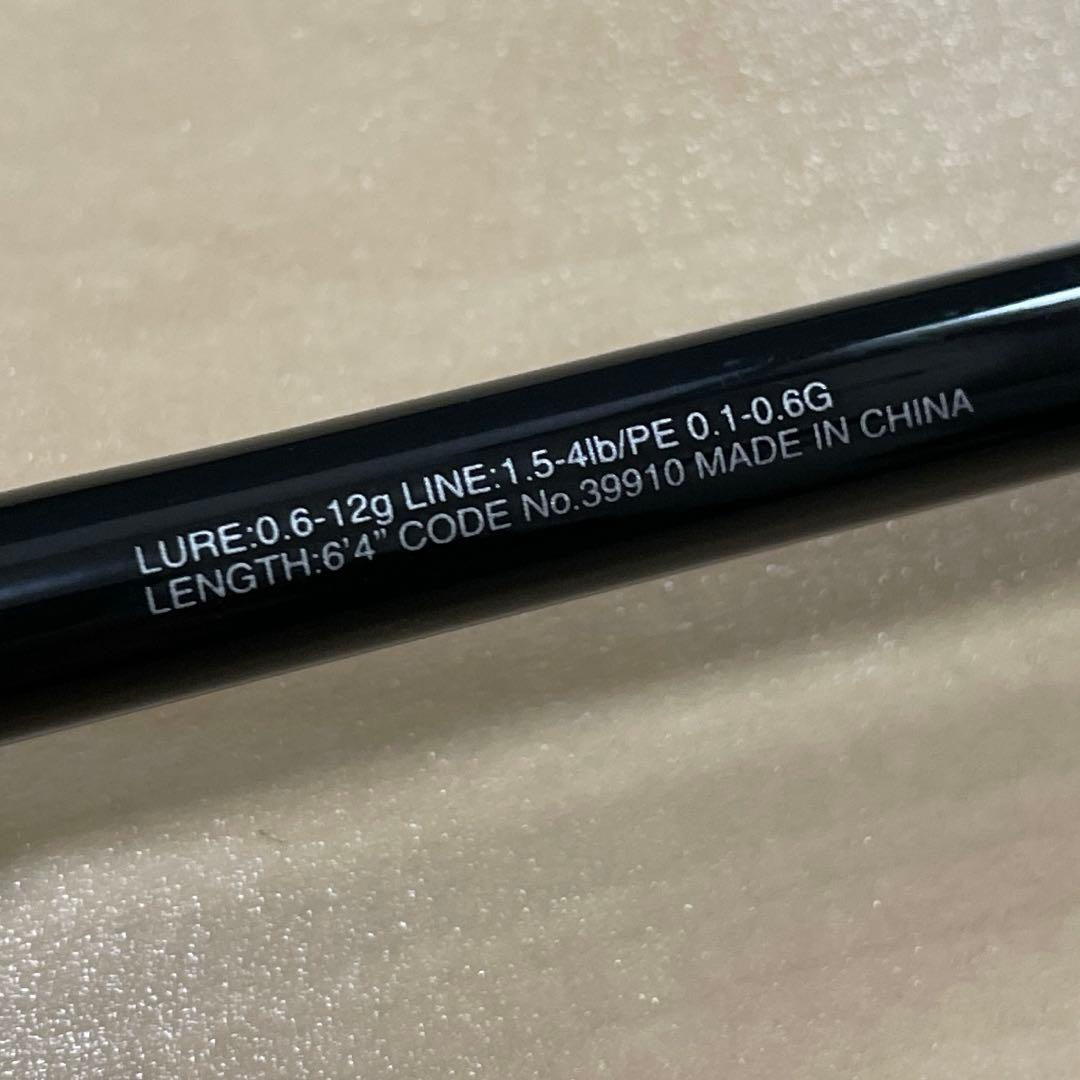 LURE:0.6-12g LINE:1.5-4lb/PE 0.1-0.6G
LENGTH:6'4" CODE No.39910 MADE IN CHINA